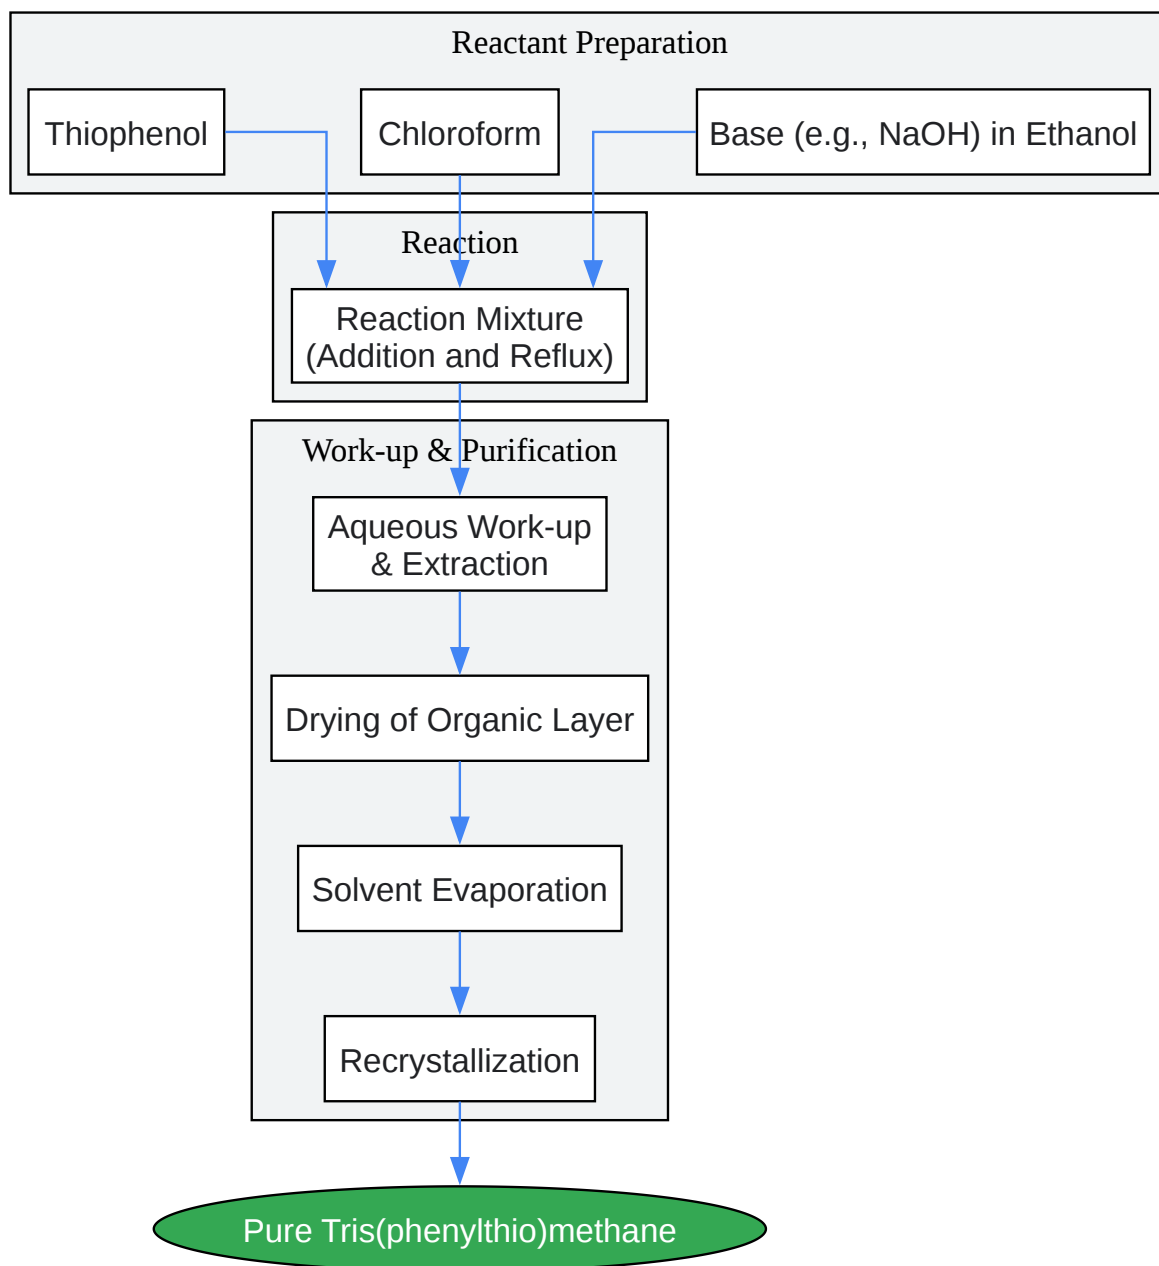 Reactant Preparation
Thiophenol
Chloroform
Base (e.g., NaOH) in Ethanol
Reaction
Reaction Mixture
(Addition and Reflux)
Work-up & Purification
Aqueous Work-up
& Extraction
Drying of Organic Layer
Solvent Evaporation
Recrystallization
Pure Tris(phenylthio)methane